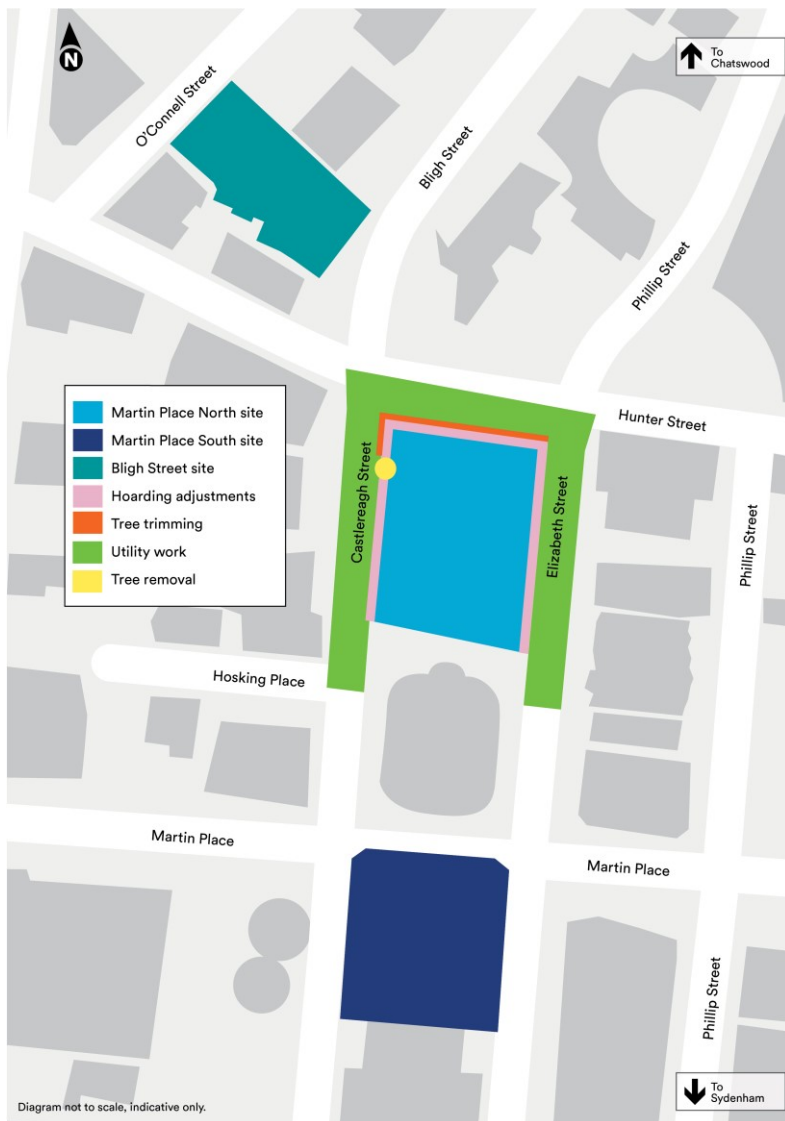 N
To
Chatswood
O'Connell Street
Bligh Street
Phillip Street
Hunter Street
Martin Place North site
Martin Place South site
Bligh Street site
Hoarding adjustments
Tree trimming
Utility work
Tree removal
Castlereagh Street
Elizabeth Street
Phillip Street
Hosking Place
Martin Place
Martin Place
Phillip Street
To
Sydenham
Diagram not to scale, indicative only.